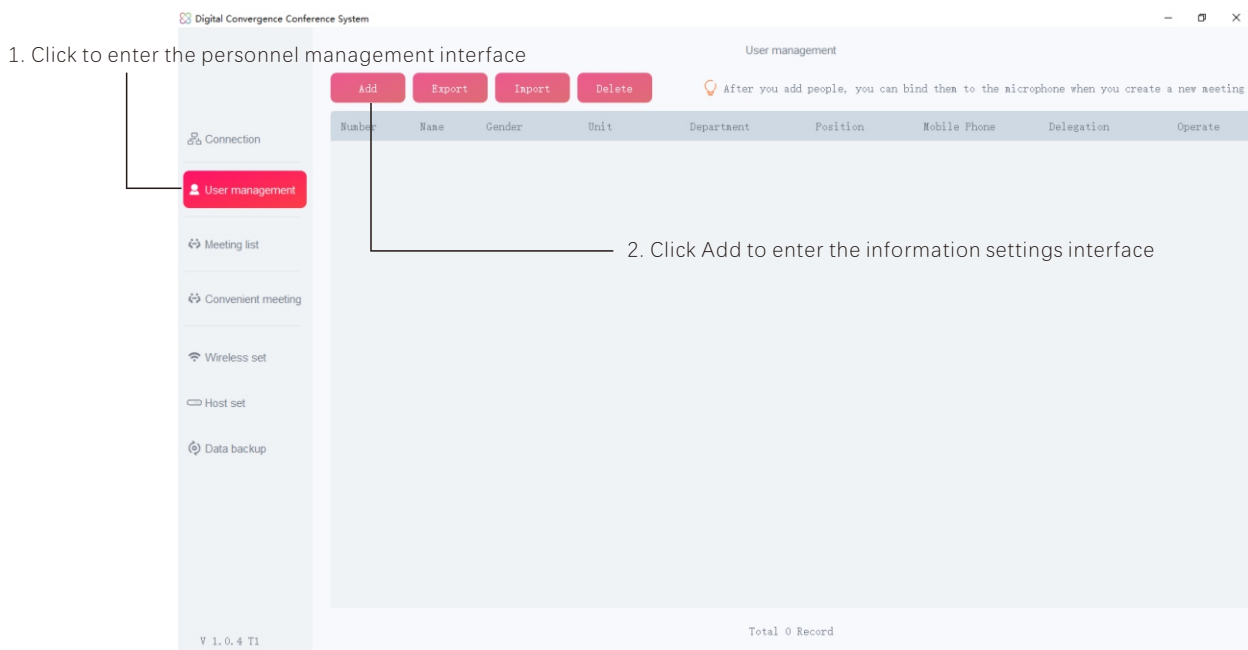 Digital Convergence Conference System
1. Click to enter the personnel management interface
User management
Add Export Import Delete
After you add people, you can bind them to the microphone when you create a new meeting
Number Name Gender Unit Department Position Mobile Phone Delegation Operate
Connection
User management
Meeting list
2. Click Add to enter the information settings interface
Convenient meeting
Wireless set
Host set
Data backup
Total 0 Record
V 1.0.4 T1